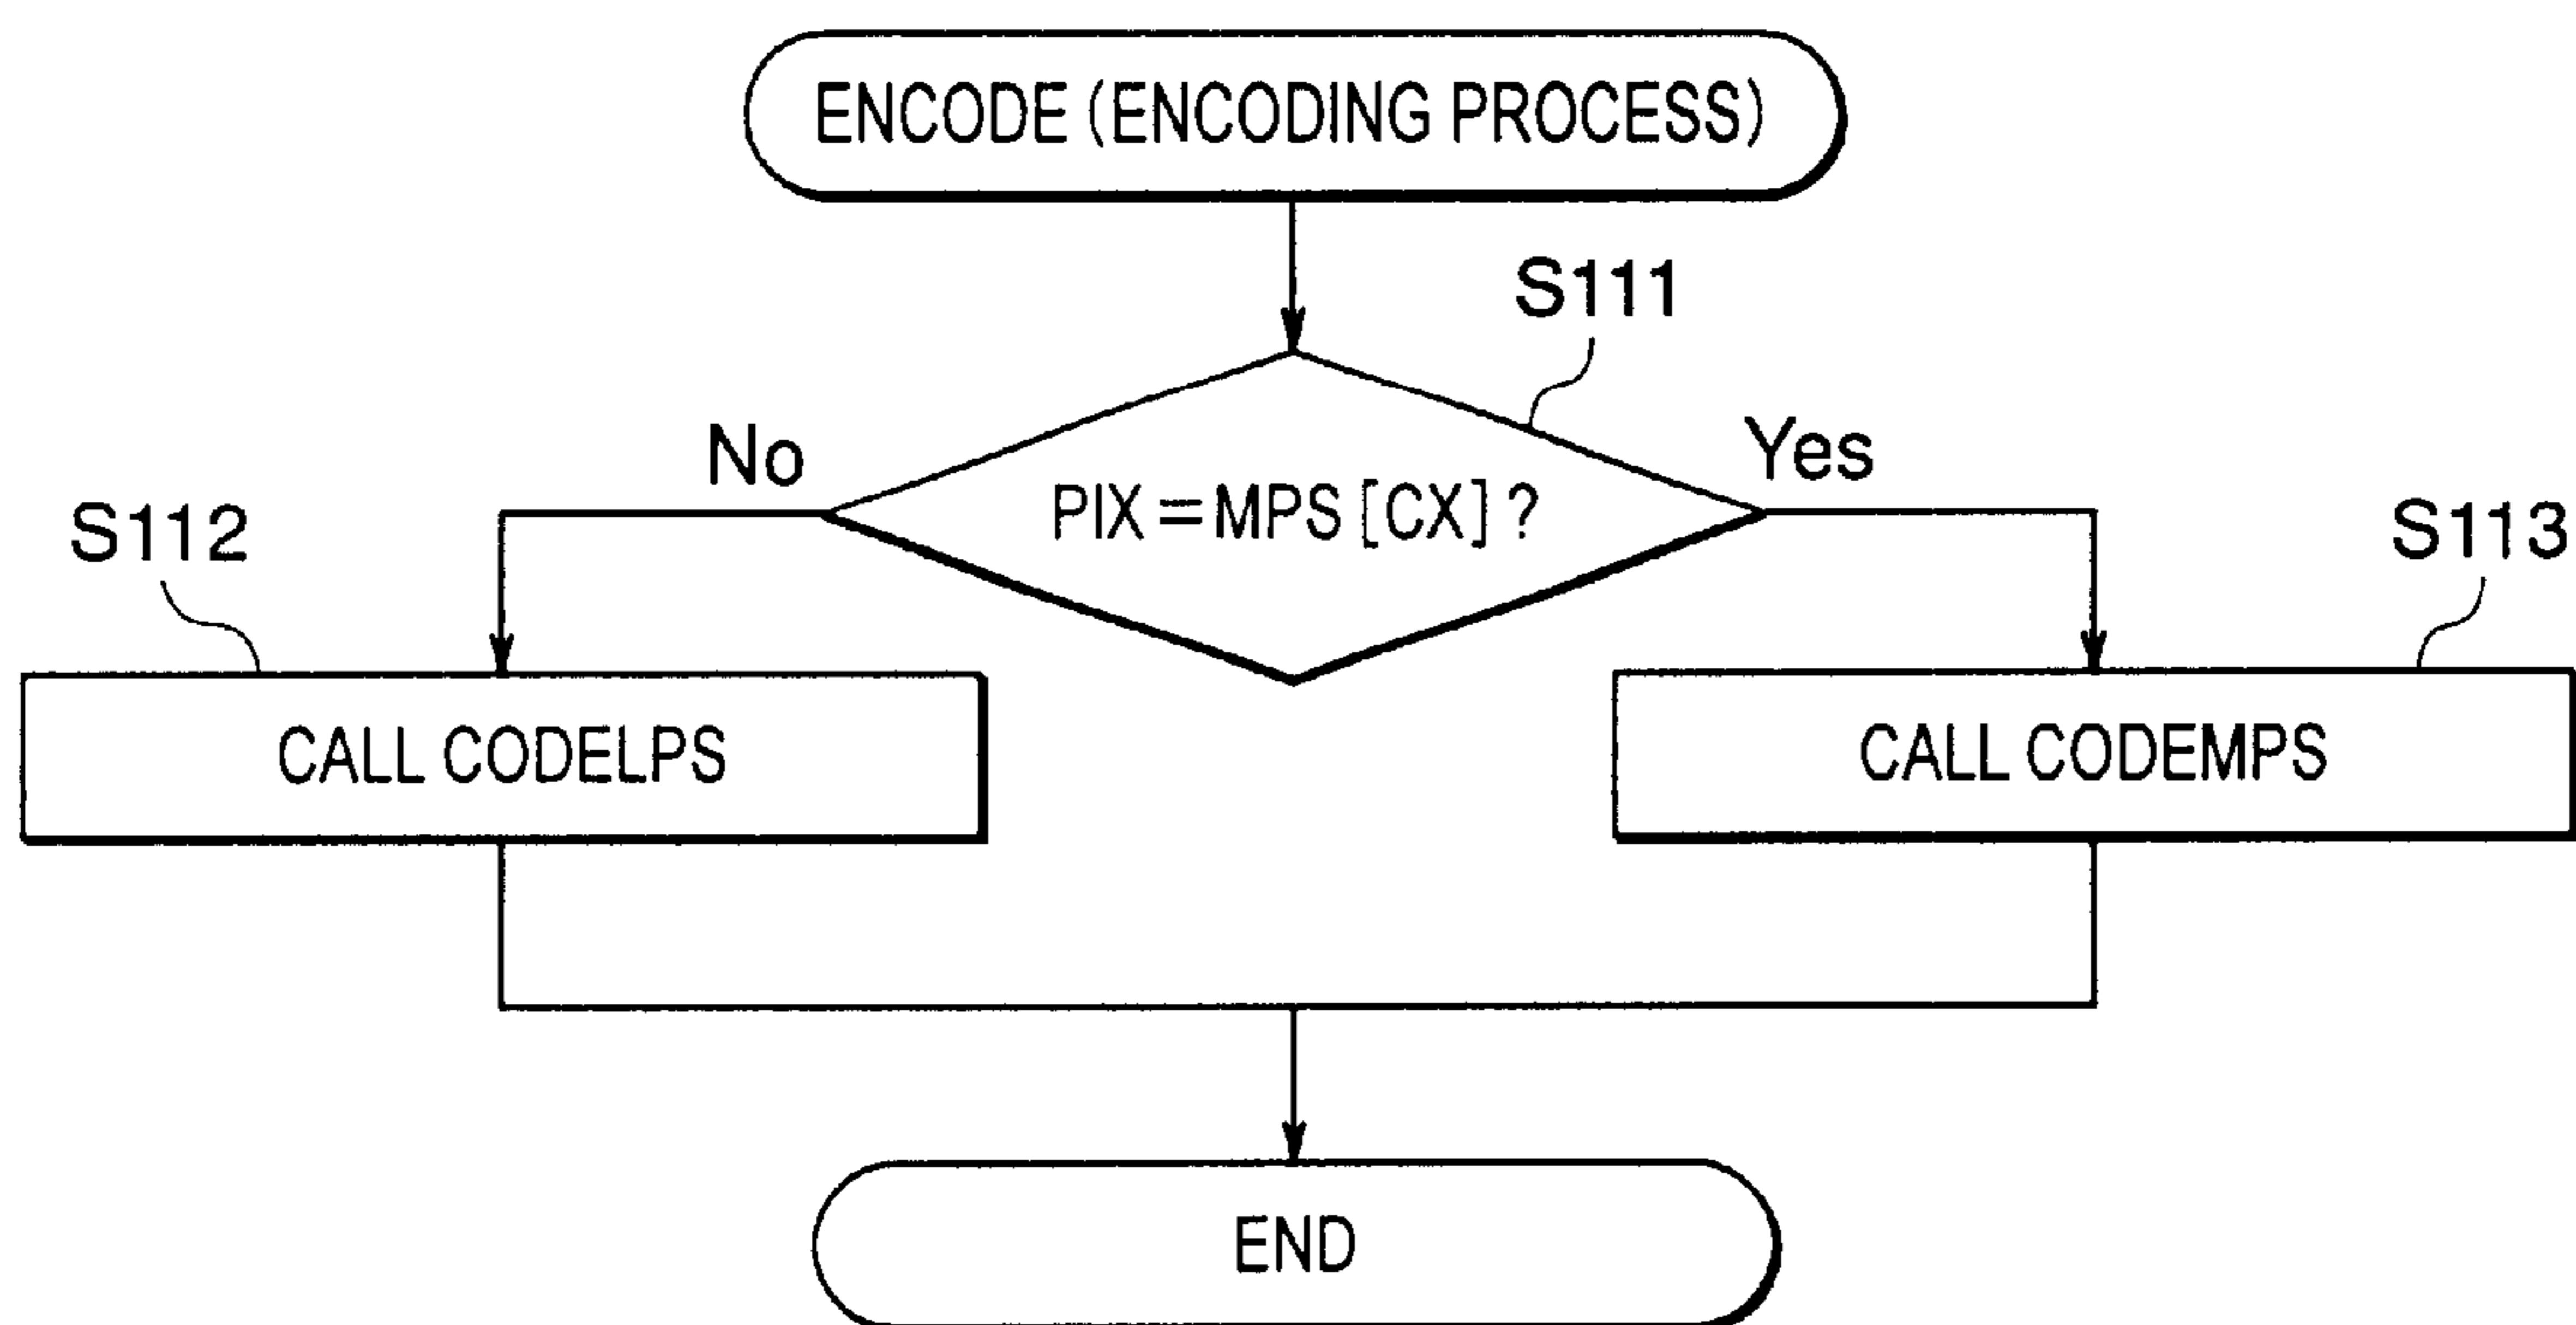 ENCODE (ENCODING PROCESS)
S111
No
Yes
PIX=MPS [CX] ?
S112
S113
CALL CODELPS
CALL CODEMPS
END